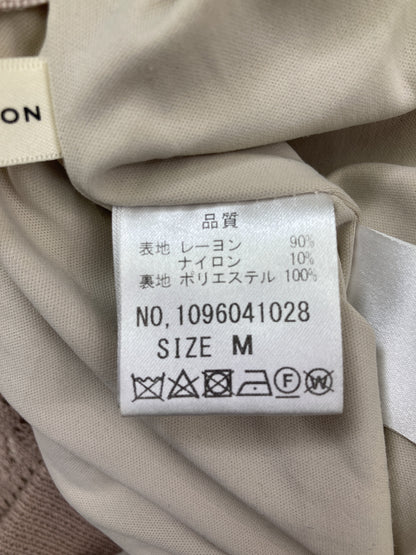 ON
品質
表地 レーヨン 90%
ナイロン 10%
裏地 ポリエステル 100%
NO,1096041028
SIZE M
F W